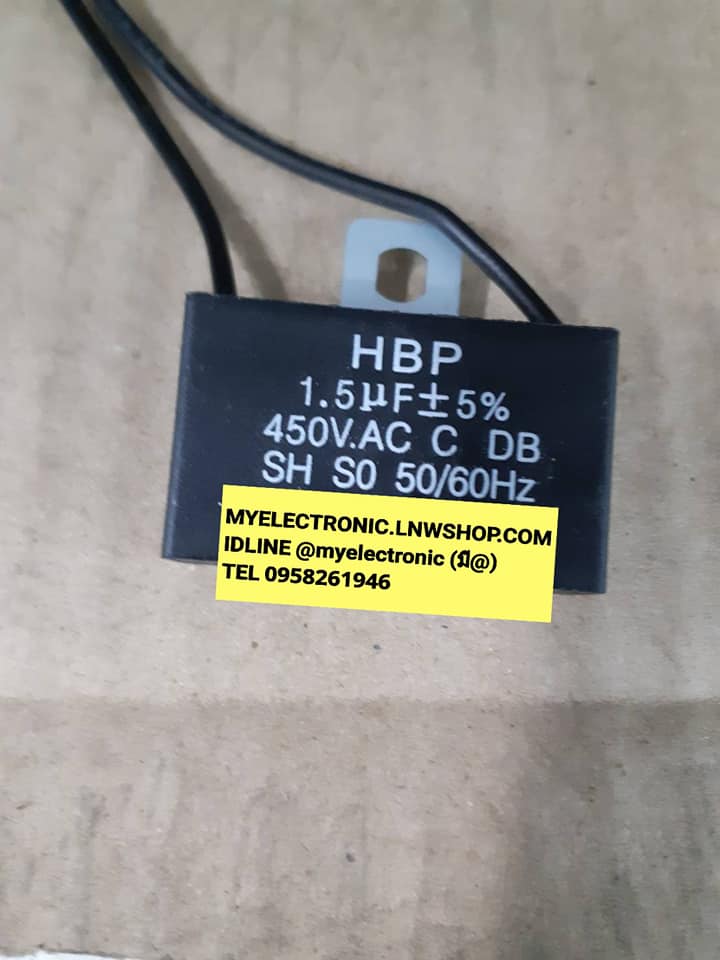 HBP
1.5µF±5%
450V.AC C DB
SH S0 50/60Hz
MYELECTRONIC.LNWSHOP.COM
IDLINE @myelectronic (มี@)
TEL 0958261946